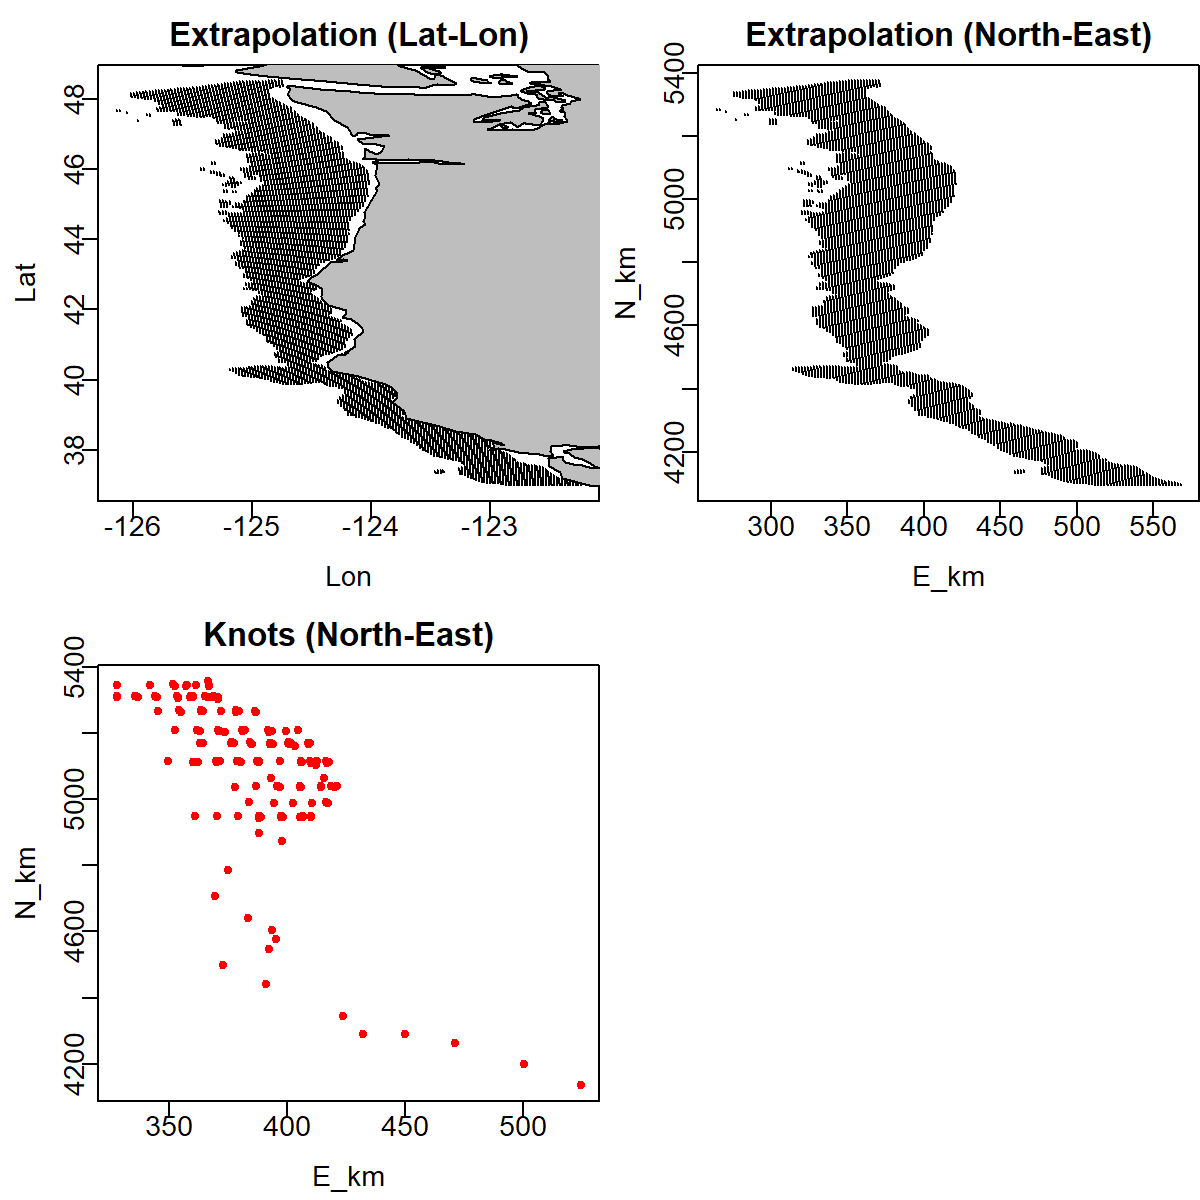 Extrapolation (Lat-Lon)
48
46
44
42
40
38
Lat
-126 -125 -124 -123
Lon
Extrapolation (North-East)
5400
5000
4600
4200
N_km
300 350 400 450 500 550
E_km
Knots (North-East)
5400
5000
4600
4200
N_km
350 400 450 500
E_km